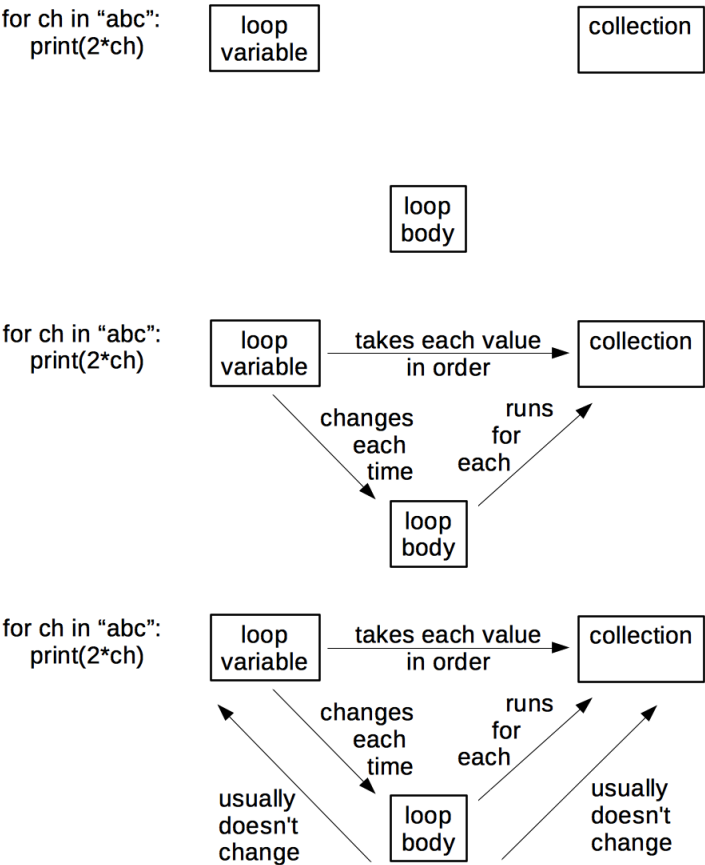 for ch in “abc”:
print(2*ch)
loop
variable
collection
loop
body
for ch in “abc”:
print(2*ch)
loop
variable
takes each value
in order
collection
changes
each
time
runs
for
each
loop
body
for ch in “abc”:
print(2*ch)
loop
variable
takes each value
in order
collection
changes
each
time
runs
for
each
usually
doesn't
change
loop
body
usually
doesn't
change